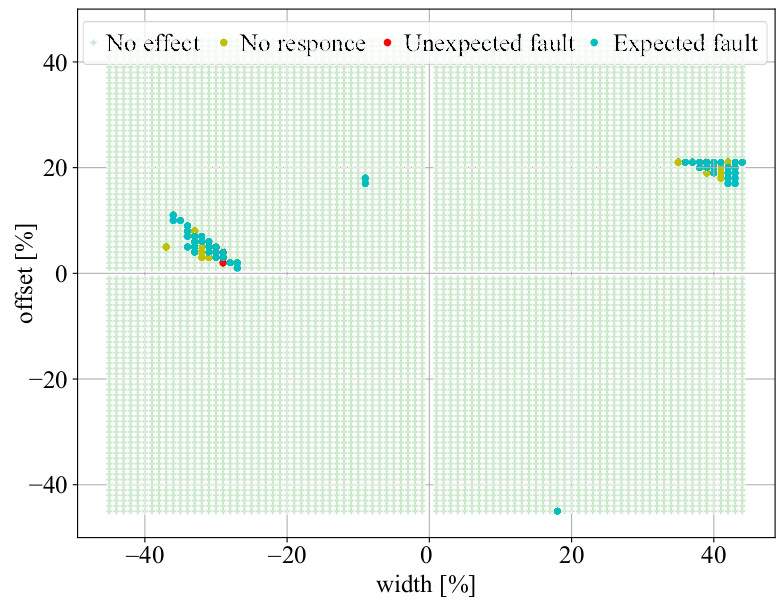 No effect No responce Unexpected fault Expected fault
40
20
0
−20
−40
offset [%]
−40 −20 0 20 40
width [%]